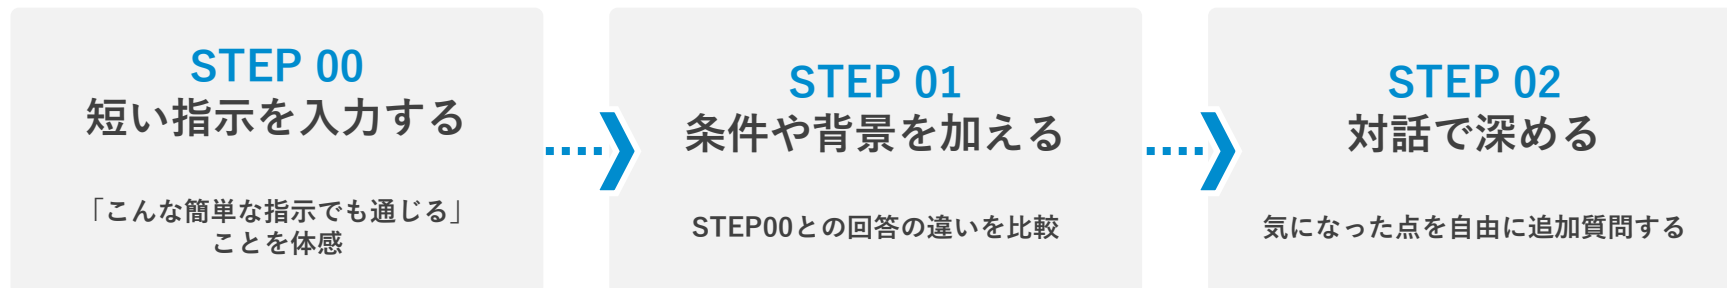 STEP 00
短い指示を入力する
「こんな簡単な指示でも通じる」
ことを体感
STEP 01
条件や背景を加える
STEP00との回答の違いを比較
STEP 02
対話で深める
気になった点を自由に追加質問する